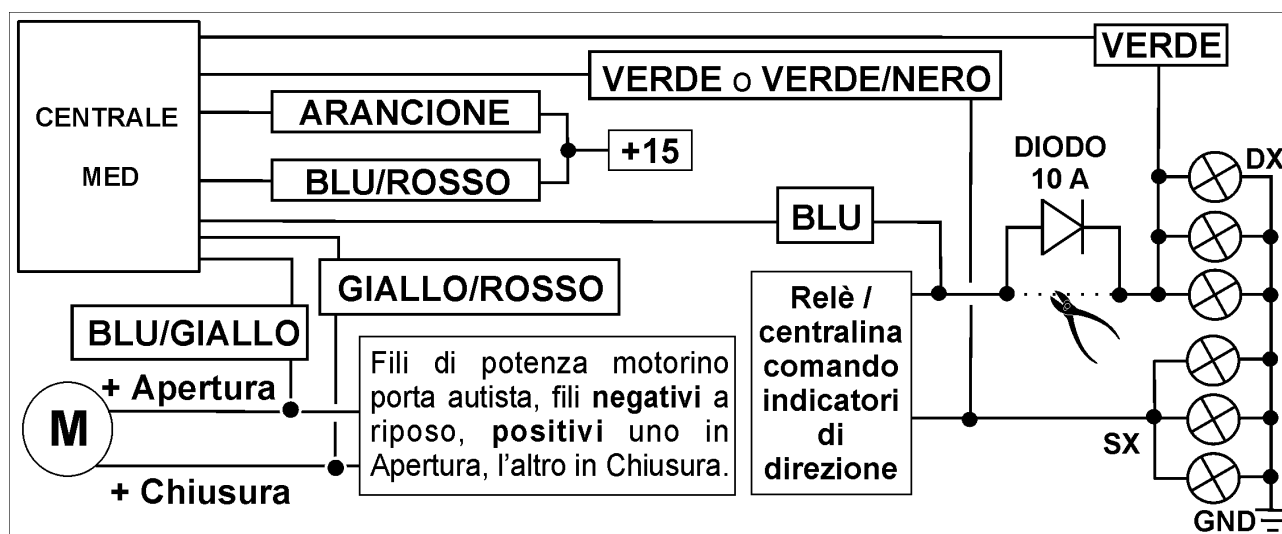 VERDE
VERDE o VERDE/NERO
CENTRALE
MED
ARANCIONE
+15
BLU/ROSSO
DIODO
10 A
DX
BLU
GIALLO/ROSSO
BLU/GIALLO
+ Apertura
M
+ Chiusura
Fili di potenza motorino
porta autista, fili negativi a
riposo, positivi uno in
Apertura, l'altro in Chiusura.
Relè /
centralina
comando
indicatori
di
direzione
SX
GND